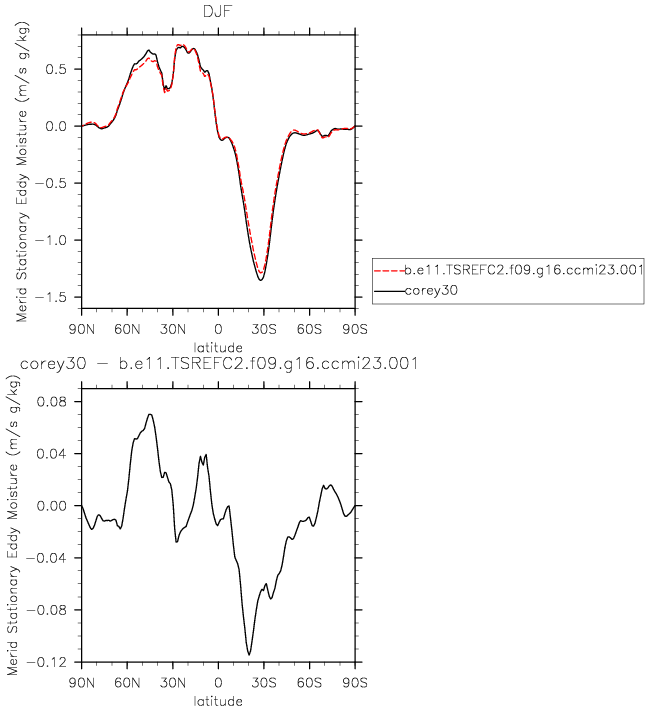 DJF
Merid Stationary Eddy Moisture (m/s g/kg)
0.5
0.0
−0.5
−1.0
−1.5
90N 60N 30N 0 30S 60S 90S
latitude
b.e11.TSREFC2.f09.g16.ccmi23.001
corey30
corey30 − b.e11.TSREFC2.f09.g16.ccmi23.001
Merid Stationary Eddy Moisture (m/s g/kg)
0.08
0.04
0.00
−0.04
−0.08
−0.12
90N 60N 30N 0 30S 60S 90S
latitude